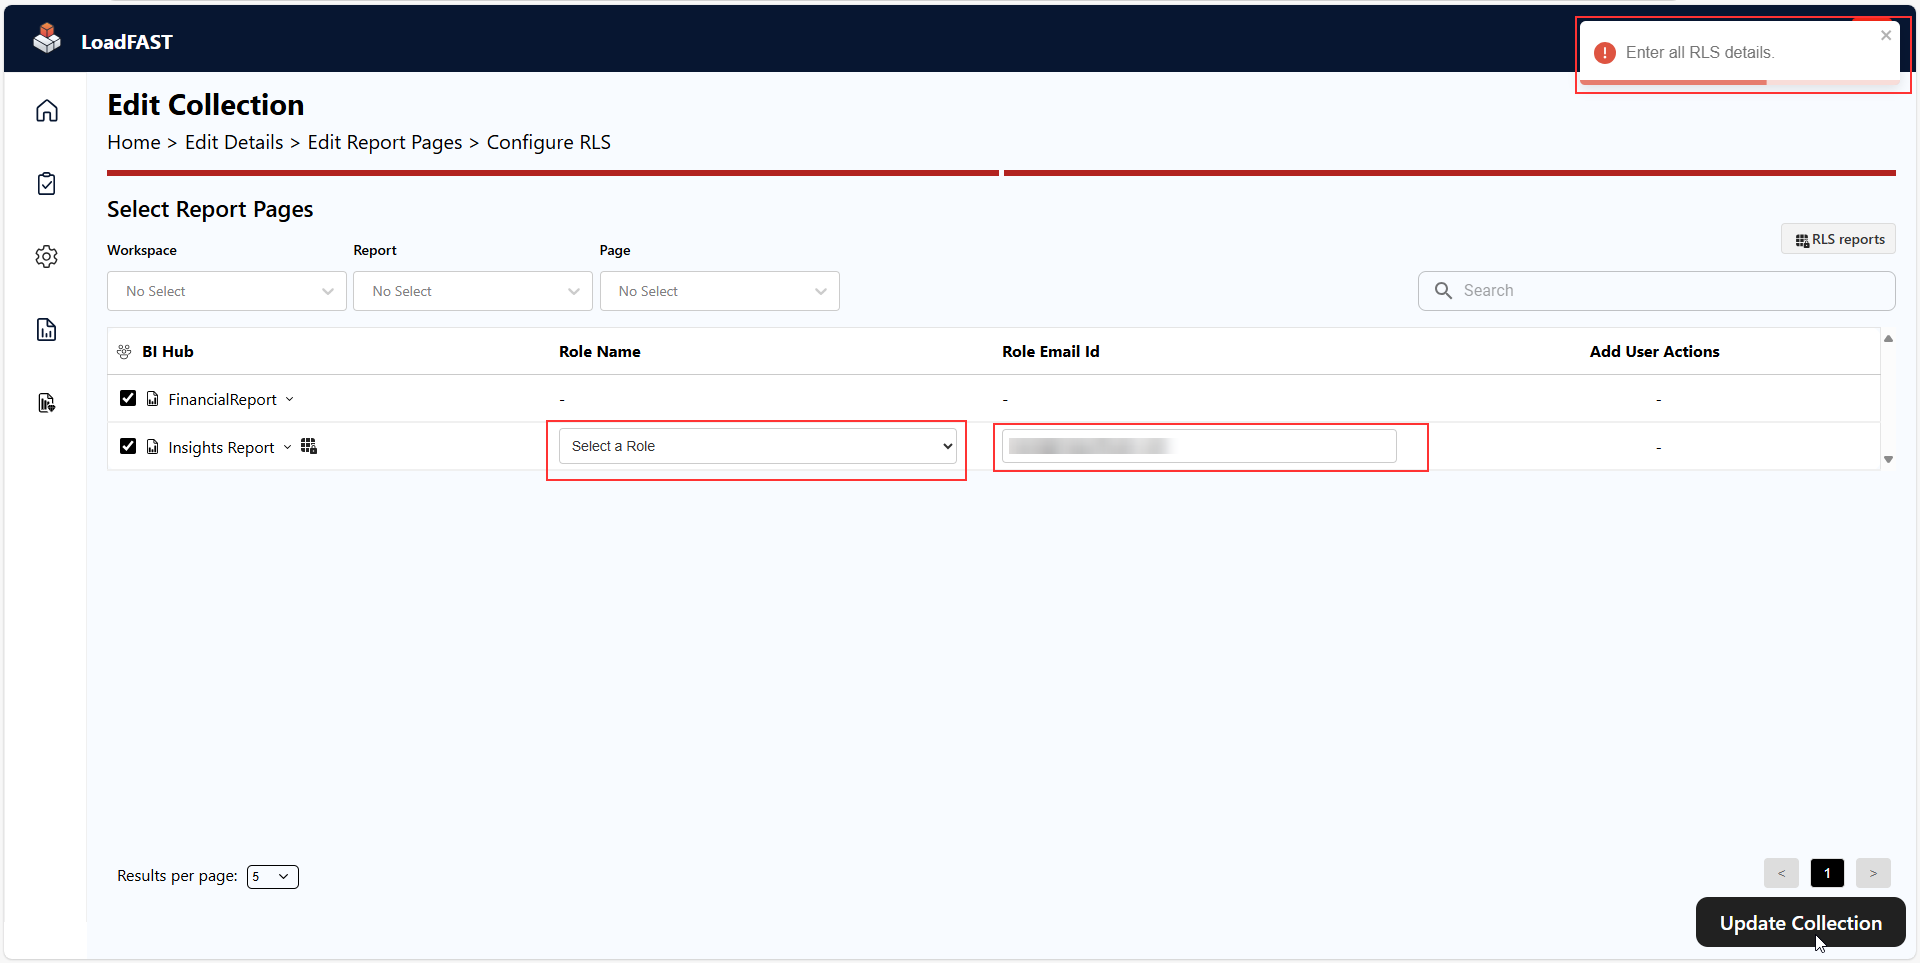 LoadFAST
Enter all RLS details.
Edit Collection
Home > Edit Details > Edit Report Pages > Configure RLS
Select Report Pages
RLS reports
Workspace Report Page
No Select No Select No Select
Search
BI Hub Role Name Role Email Id Add User Actions
FinancialReport - - -
Insights Report Select a Role -
Results per page: 5
< 1 >
Update Collection